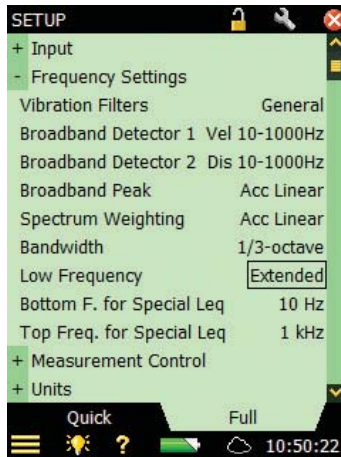 SETUP
+ Input
- Frequency Settings
Vibration Filters General
Broadband Detector 1 Vel 10-1000Hz
Broadband Detector 2 Dis 10-1000Hz
Broadband Peak Acc Linear
Spectrum Weighting Acc Linear
Bandwidth 1/3-octave
Low Frequency Extended
Bottom F. for Special Leq 10 Hz
Top Freq. for Special Leq 1 kHz
+ Measurement Control
+ Units
Quick Full
? 10:50:22